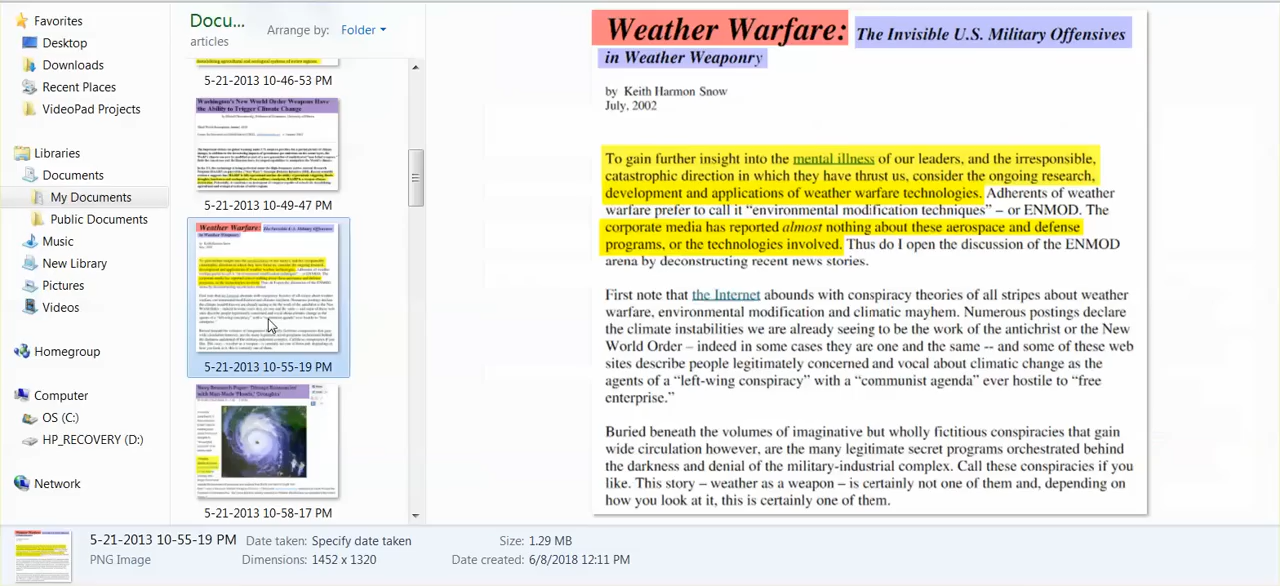 Favorites
Desktop
Downloads
Recent Places
VideoPad Projects
Libraries
Documents
My Documents
Public Documents
Music
New Library
Pictures
Videos
Homegroup
Computer
OS (C:)
HP_RECOVERY (D:)
Network
Docu...
articles
Arrange by: Folder
5-21-2013 10-46-53 PM
Washington's New World Order Weapons Have
the Ability to Trigger Climate Change
5-21-2013 10-49-47 PM
Weather Warfare:
5-21-2013 10-55-19 PM
5-21-2013 10-58-17 PM
Weather Warfare: The Invisible U.S. Military Offensives
in Weather Weaponry
by Keith Harmon Snow
July, 2002
To gain further insight into the mental illness of our leaders, and the irresponsible,
catastrophic direction in which they have thrust us, consider the ongoing research,
development and applications of weather warfare technologies. Adherents of weather
warfare prefer to call it “environmental modification techniques” – or ENMOD. The
corporate media has reported almost nothing about these aerospace and defense
programs, or the technologies involved. Thus do I open the discussion of the ENMOD
arena by deconstructing recent news stories.
First note that the Internet abounds with conspiracy theories of all stripes about weather
warfare, environmental modification and climatic mayhem. Numerous postings declare
the climate instabilities we are already seeing to be the work of the antichrist or the New
World Order – indeed in some cases they are one and the same -- and some of these web
sites describe people legitimately concerned and vocal about climatic change as the
agents of a “left-wing conspiracy” with a “communist agenda” ever hostile to “free
enterprise.”
Buried beneath the volumes of imaginative but wholly fictitious conspiracies that gain
wide circulation however, are the many legitimate secret programs orchestrated behind
the darkness and denial of the military-industrial complex. Call these conspiracies if you
like. This story – weather as a weapon – is certainly not one of them and, depending on
how you look at it, this is certainly one of them.
5-21-2013 10-55-19 PM Date taken: Specify date taken Size: 1.29 MB
PNG Image Dimensions: 1452 x 1320 Date created: 6/8/2018 12:11 PM